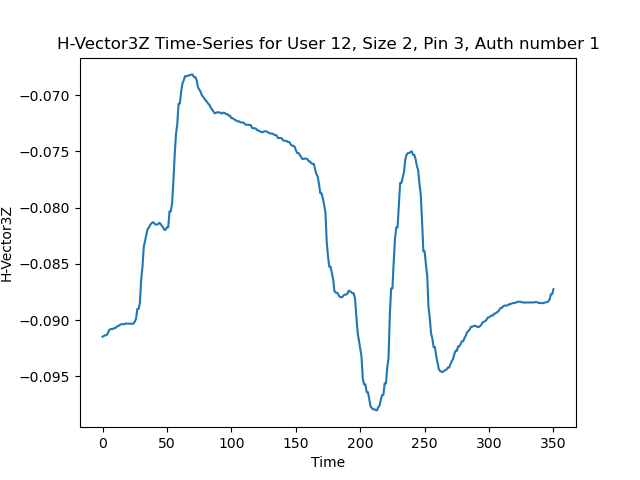 H-Vector3Z Time-Series for User 12, Size 2, Pin 3, Auth number 1
H-Vector3Z
−0.070
−0.075
−0.080
−0.085
−0.090
−0.095
0 50 100 150 200 250 300 350
Time